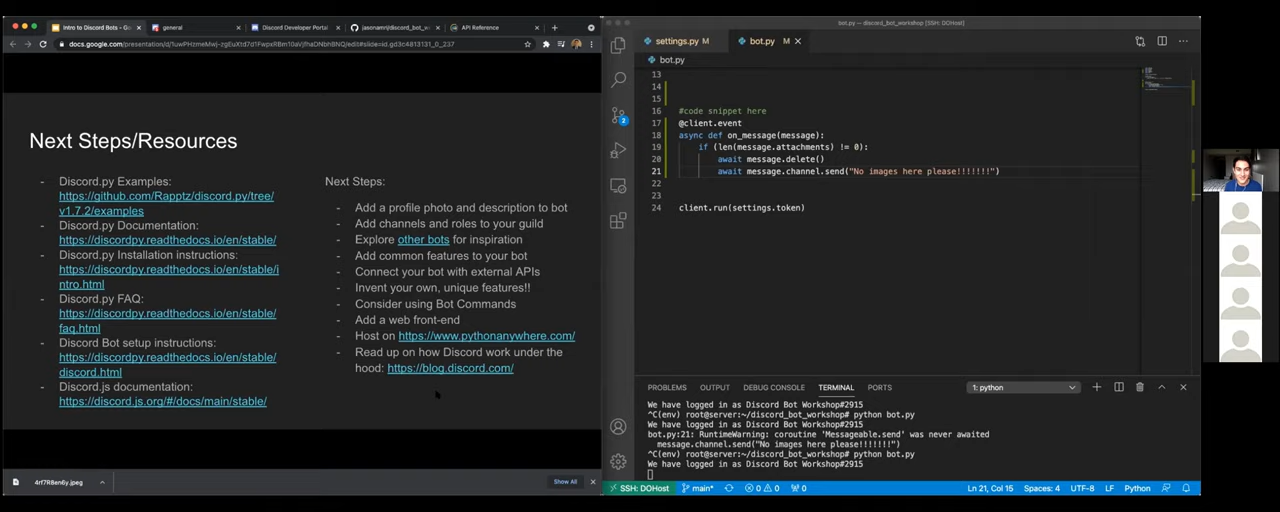 Intro to Discord Bots - G
general
Discord Developer Portal
jasonamri/discord_bot_w
API Reference
bot.py — discord_bot_workshop [SSH: DOHost]
Next Steps/Resources
- Discord.py Examples:
https://github.com/Rapptz/discord.py/tree/
v1.7.2/examples
- Discord.py Documentation:
https://discordpy.readthedocs.io/en/stable/
- Discord.py Installation instructions:
https://discordpy.readthedocs.io/en/stable/i
ntro.html
- Discord.py FAQ:
https://discordpy.readthedocs.io/en/stable/
faq.html
- Discord Bot setup instructions:
https://discordpy.readthedocs.io/en/stable/
discord.html
- Discord.js documentation:
https://discord.js.org/#/docs/main/stable/
Next Steps:
- Add a profile photo and description to bot
- Add channels and roles to your guild
- Explore other bots for inspiration
- Add common features to your bot
- Connect your bot with external APIs
- Invent your own, unique features!!
- Consider using Bot Commands
- Add a web front-end
- Host on https://www.pythonanywhere.com/
- Read up on how Discord work under the
hood: https://blog.discord.com/
4rf7R8en6y.jpeg
Show All
settings.py M
bot.py M
bot.py
13
14
15
16 #code snippet here
17 @client.event
18 async def on_message(message):
19 if (len(message.attachments) != 0):
20 await message.delete()
21 await message.channel.send("No images here please!!!!!!!")
22
23
24 client.run(settings.token)
2
PROBLEMS OUTPUT DEBUG CONSOLE TERMINAL PORTS 1: python
We have logged in as Discord Bot Workshop#2915
^C(env) root@server:~/discord_bot_workshop# python bot.py
We have logged in as Discord Bot Workshop#2915
bot.py:21: RuntimeWarning: coroutine 'Messageable.send' was never awaited
message.channel.send("No images here please!!!!!!!")
^C(env) root@server:~/discord_bot_workshop# python bot.py
We have logged in as Discord Bot Workshop#2915
SSH: DOHost main* 0 0 0 Ln 21, Col 15 Spaces: 4 UTF-8 LF Python